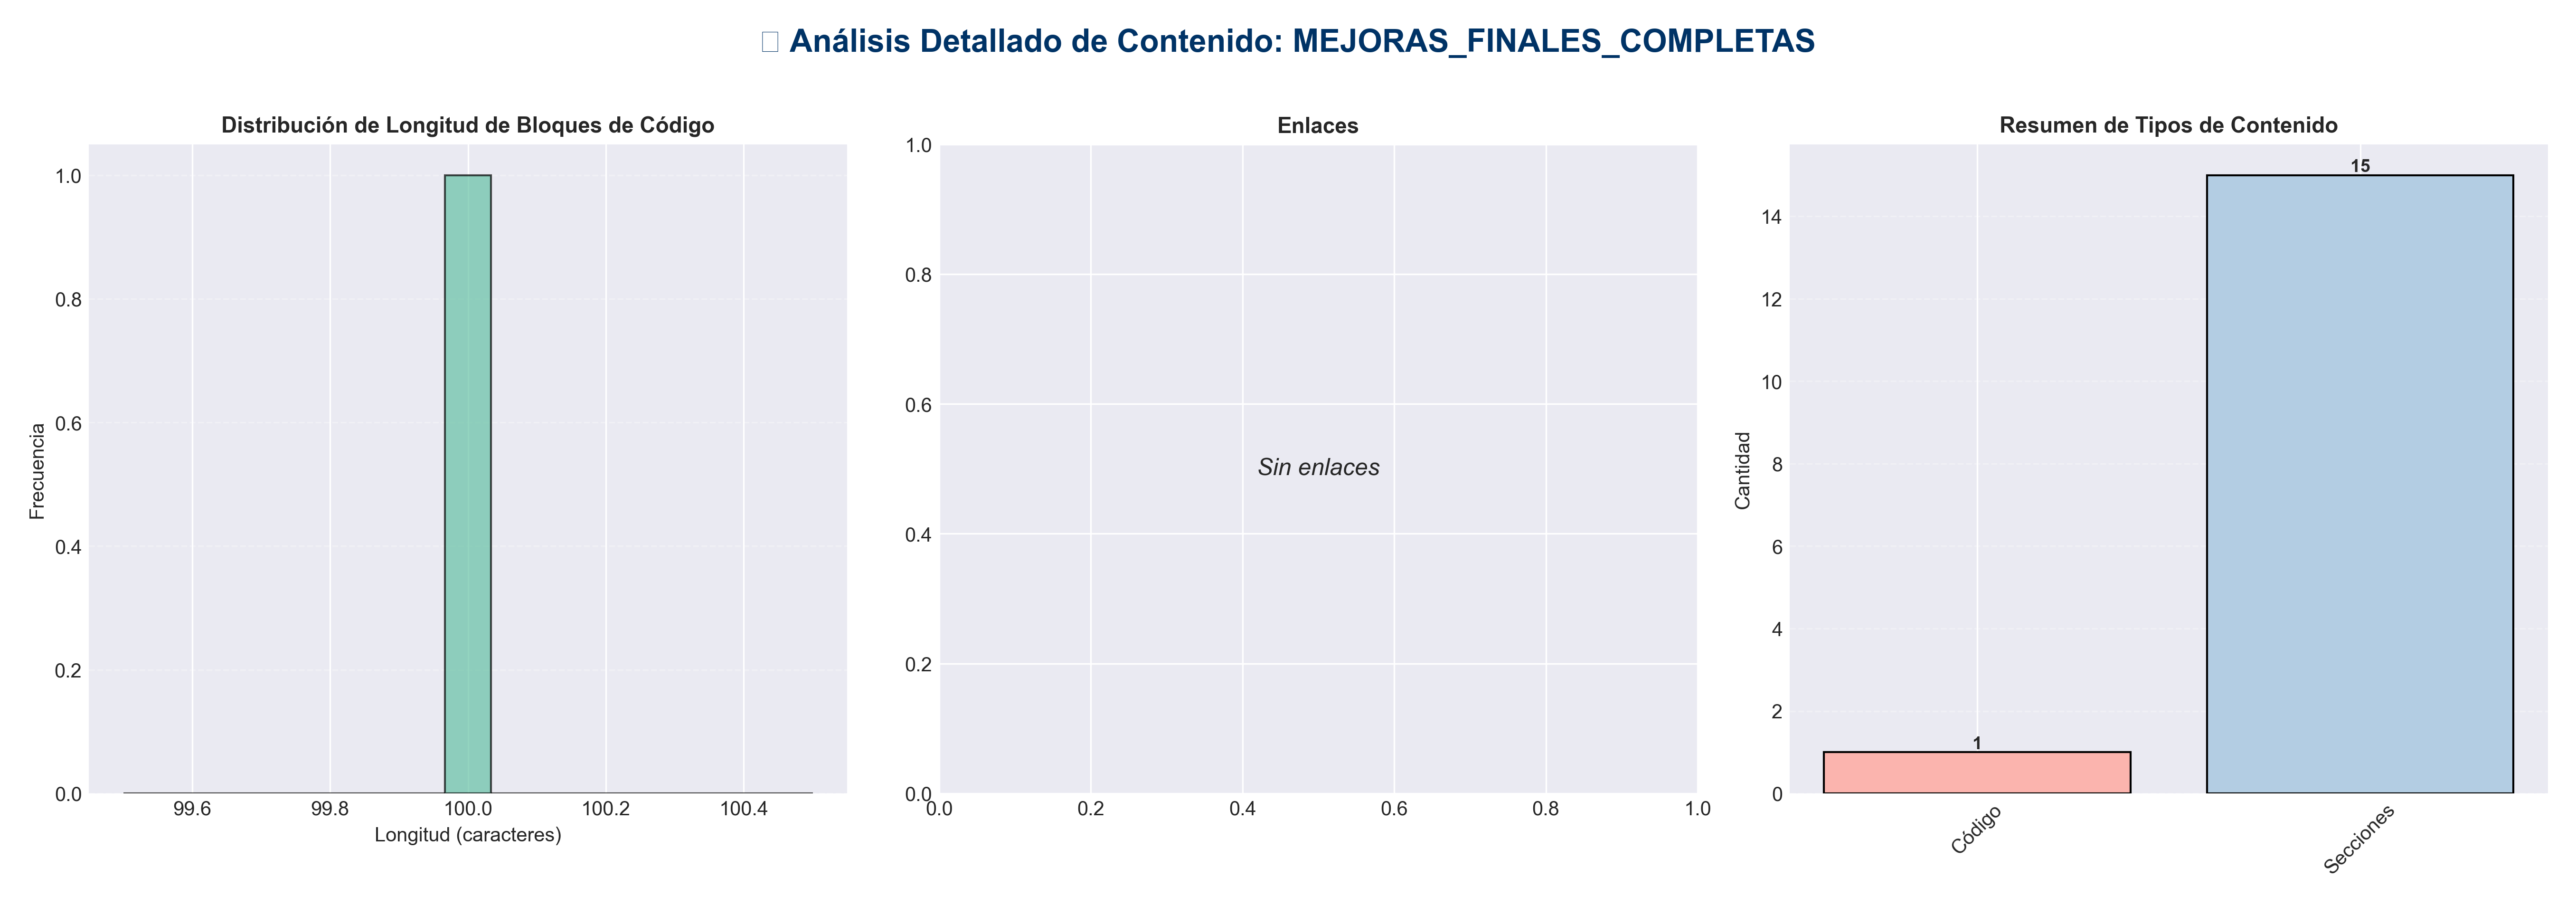 Análisis Detallado de Contenido: MEJORAS_FINALES_COMPLETAS
Distribución de Longitud de Bloques de Código
Frecuencia
1.0
0.8
0.6
0.4
0.2
0.0
99.6 99.8 100.0 100.2 100.4
Longitud (caracteres)
Enlaces
1.0
0.8
0.6
0.4
0.2
0.0
Sin enlaces
0.0 0.2 0.4 0.6 0.8 1.0
Resumen de Tipos de Contenido
Cantidad
14
12
10
8
6
4
2
0
1
15
Código
Secciones